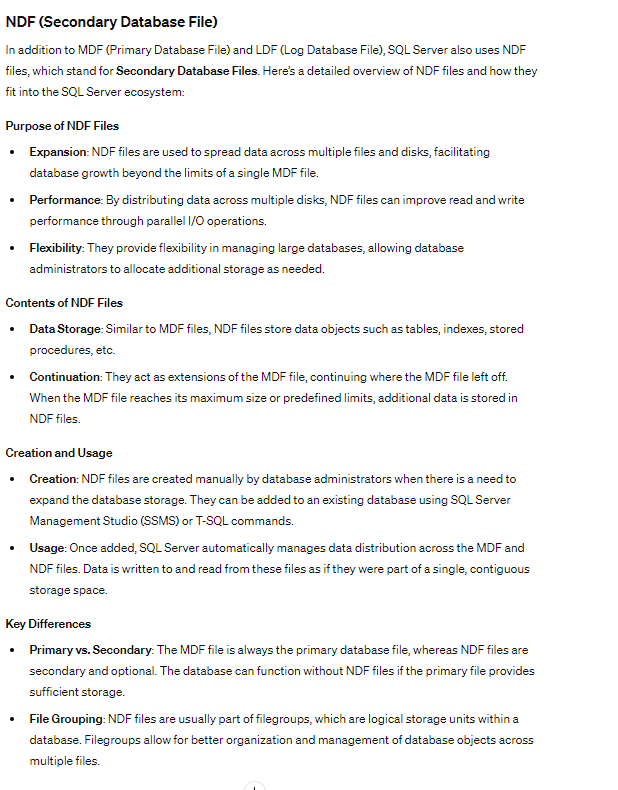 NDF (Secondary Database File)
In addition to MDF (Primary Database File) and LDF (Log Database File), SQL Server also uses NDF
files, which stand for Secondary Database Files. Here's a detailed overview of NDF files and how they
fit into the SQL Server ecosystem:
Purpose of NDF Files
• Expansion: NDF files are used to spread data across multiple files and disks, facilitating
database growth beyond the limits of a single MDF file.
• Performance: By distributing data across multiple disks, NDF files can improve read and write
performance through parallel I/O operations.
• Flexibility: They provide flexibility in managing large databases, allowing database
administrators to allocate additional storage as needed.
Contents of NDF Files
• Data Storage: Similar to MDF files, NDF files store data objects such as tables, indexes, stored
procedures, etc.
• Continuation: They act as extensions of the MDF file, continuing where the MDF file left off.
When the MDF file reaches its maximum size or predefined limits, additional data is stored in
NDF files.
Creation and Usage
• Creation: NDF files are created manually by database administrators when there is a need to
expand the database storage. They can be added to an existing database using SQL Server
Management Studio (SSMS) or T-SQL commands.
• Usage: Once added, SQL Server automatically manages data distribution across the MDF and
NDF files. Data is written to and read from these files as if they were part of a single, contiguous
storage space.
Key Differences
• Primary vs. Secondary: The MDF file is always the primary database file, whereas NDF files are
secondary and optional. The database can function without NDF files if the primary file provides
sufficient storage.
• File Grouping: NDF files are usually part of filegroups, which are logical storage units within a
database. Filegroups allow for better organization and management of database objects across
multiple files.